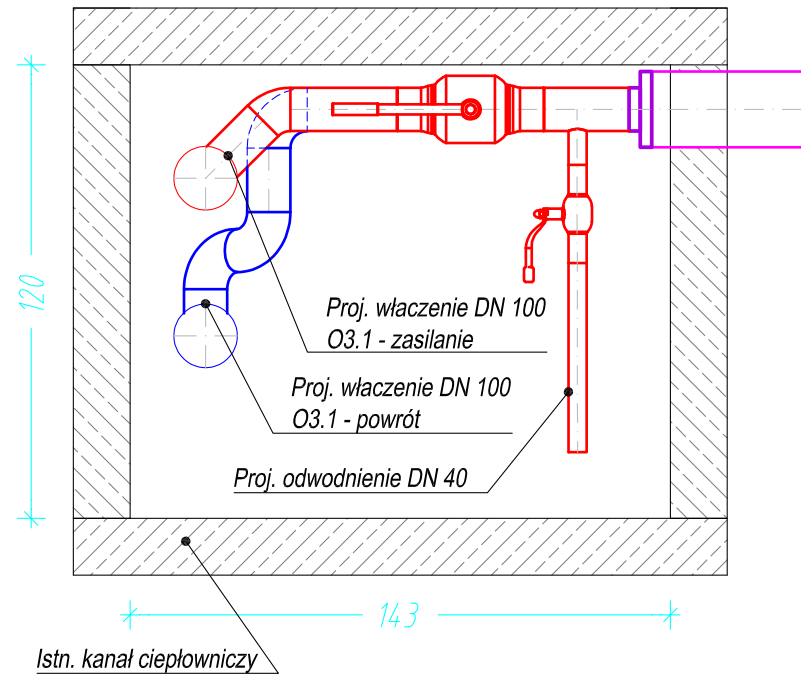 120
Proj. właczenie DN 100
O3.1 - zasilanie
Proj. właczenie DN 100
O3.1 - powrót
Proj. odwodnienie DN 40
143
Istn. kanał ciepłowniczy